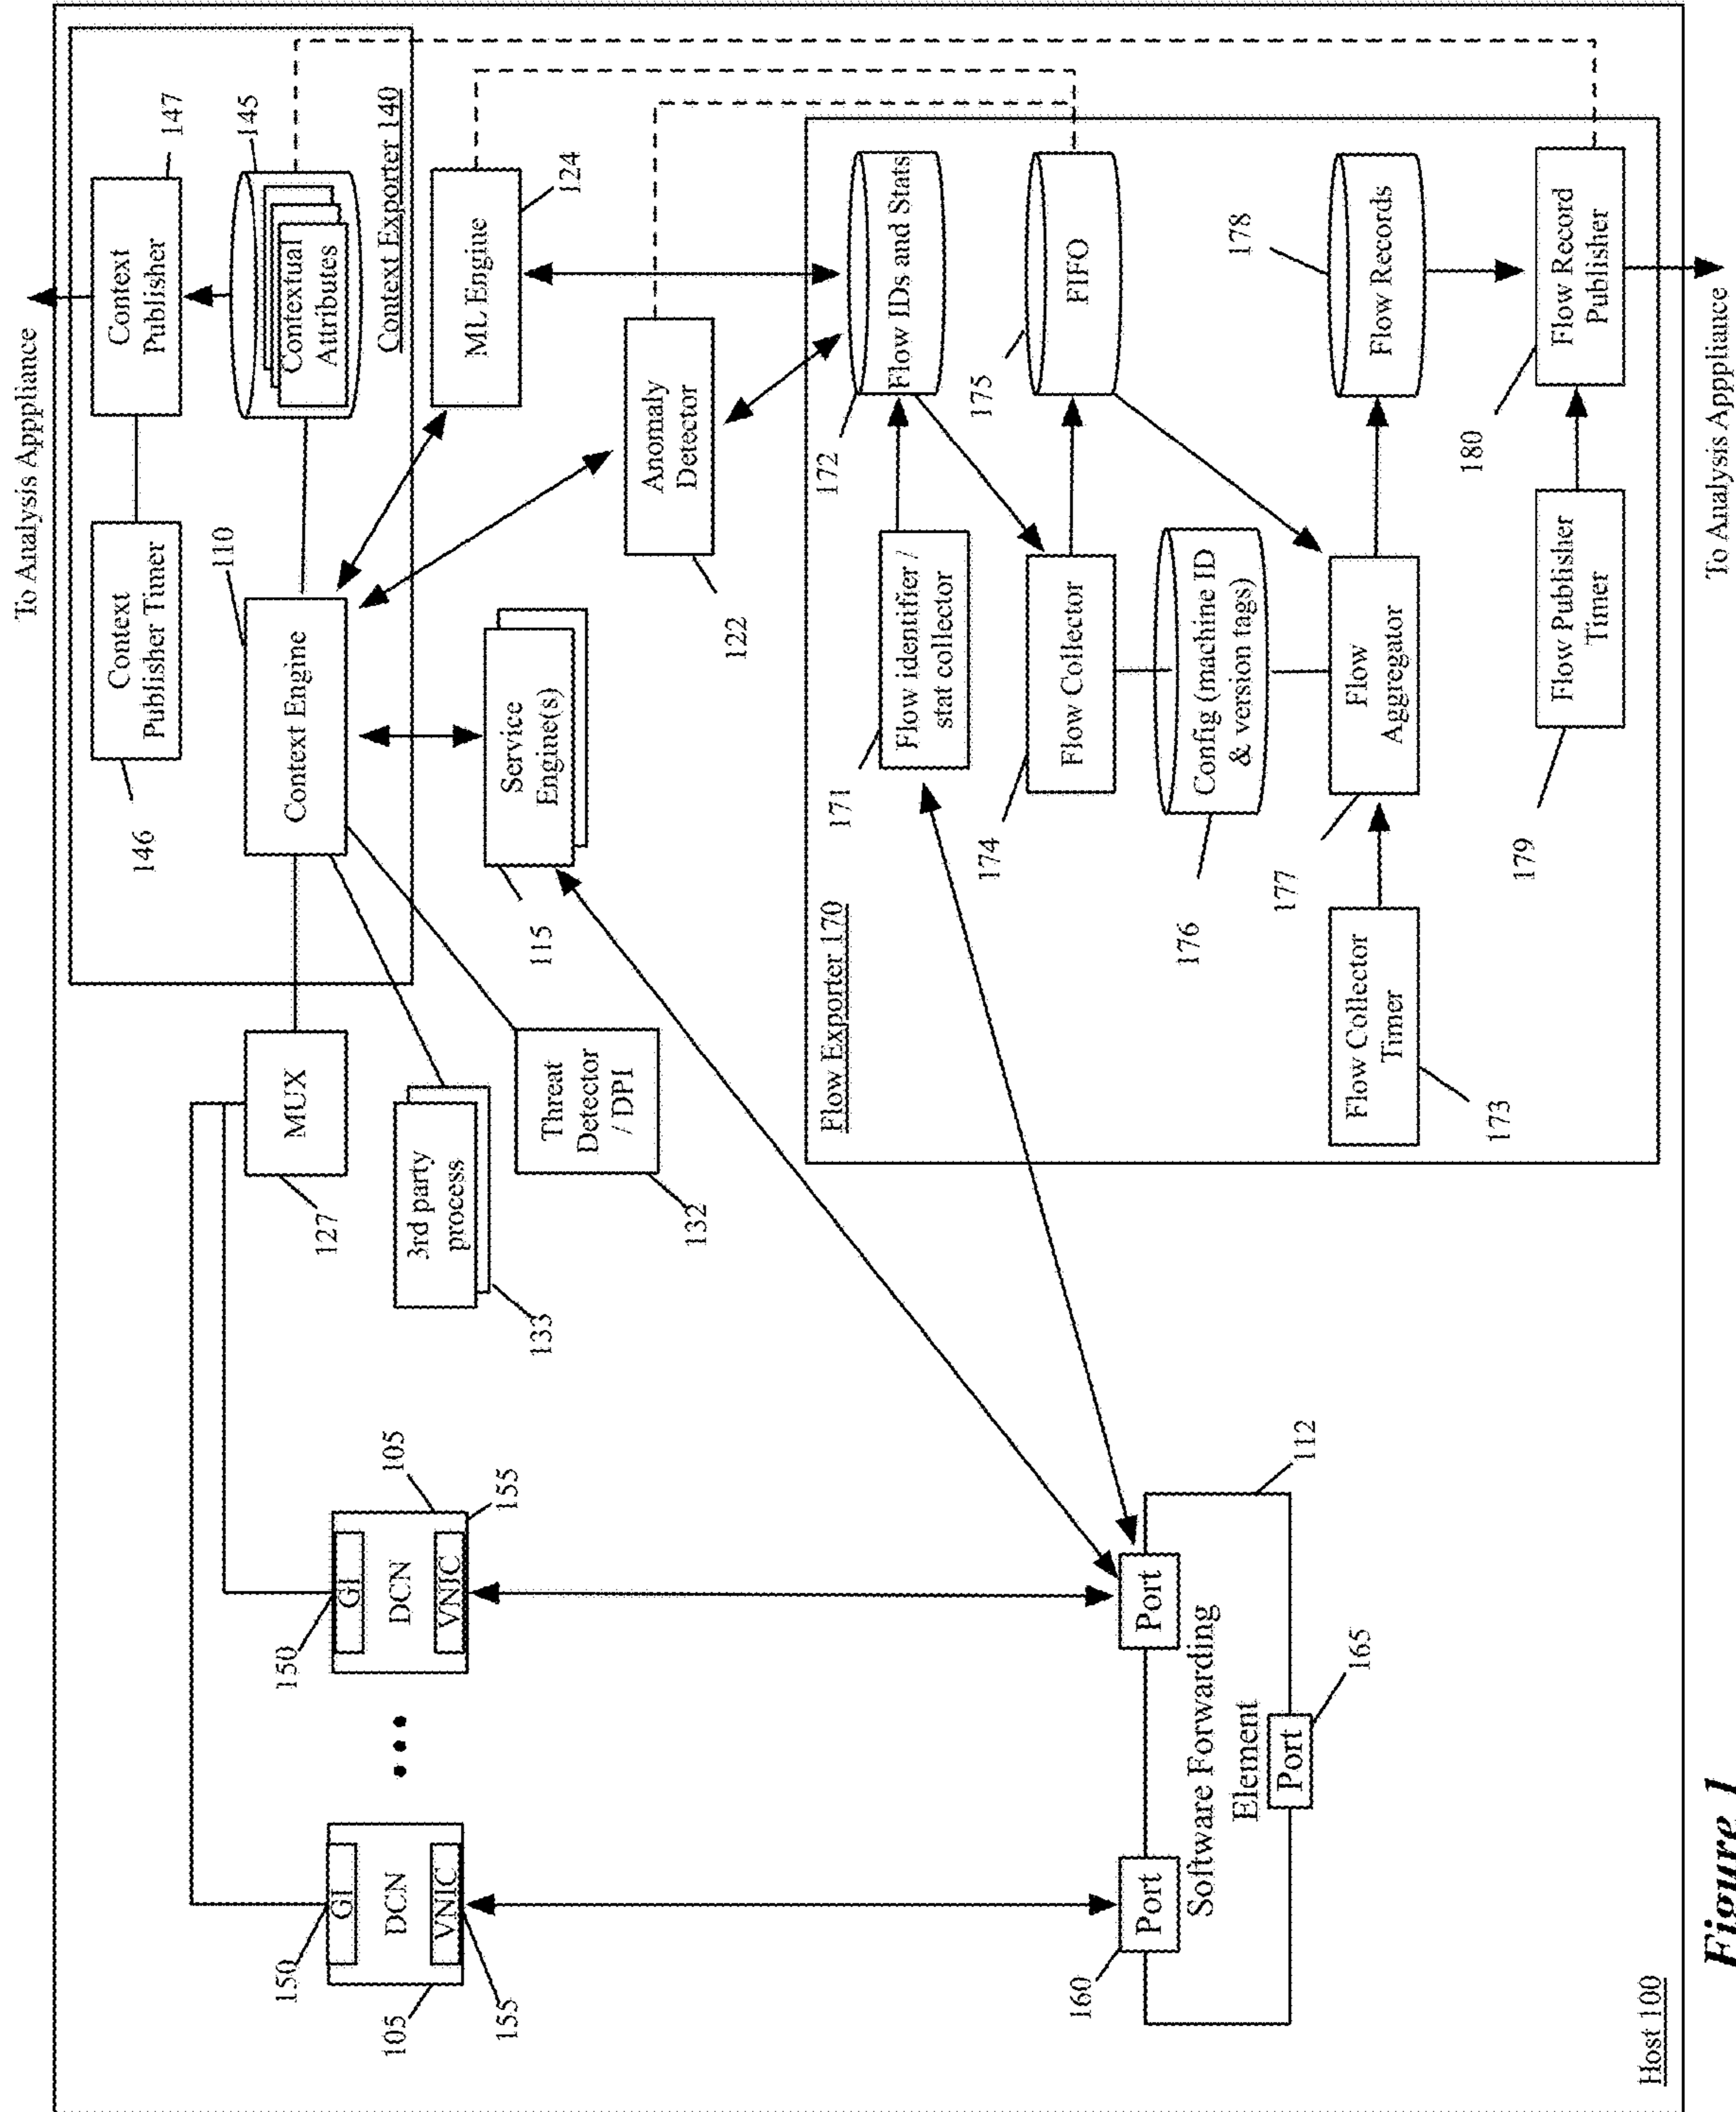 To Analysis Apppliance
Context
Publisher Timer
146
Context
Publisher
147
110
Context Engine
Contextual
Attributes
145
Context Exporter 140
MUX
127
3rd party
process
133
Threat
Detector
/ DPI
132
Service
Engine(s)
115
ML Engine
124
Anomaly
Detector
122
150
GI
DCN
VNIC
105
155
150
GI
DCN
VNIC
105
155
Port
160
Port
Software Forwarding
Element
Port
165
112
Flow Exporter 170
171
Flow identifier /
stat collector
172
Flow IDs and Stats
174
Flow Collector
175
FIFO
176
Config (machine ID
& version tags)
Flow Collector
Timer
173
177
Flow
Aggregator
178
Flow Records
179
Flow Publisher
Timer
180
Flow Record
Publisher
Host 100
To Analysis Apppliance
Figure 1